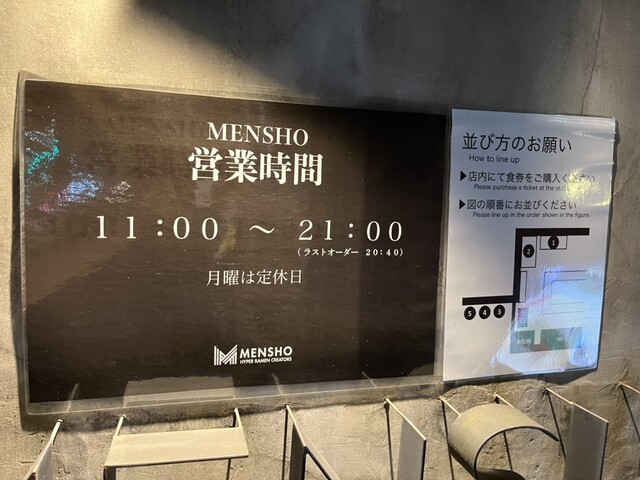 MENSHO
営業時間
11：00 ～ 21：00
（ラストオーダー 20：40）
月曜は定休日
MENSHO
HYPER RAMEN CREATORS
並び方のお願い
How to line up
▶店内にて食券をご購入ください
Please purchase a ticket at the
▶図の順番にお並びください
Please line up in the order shown in the figure.
1
2
5 4 3